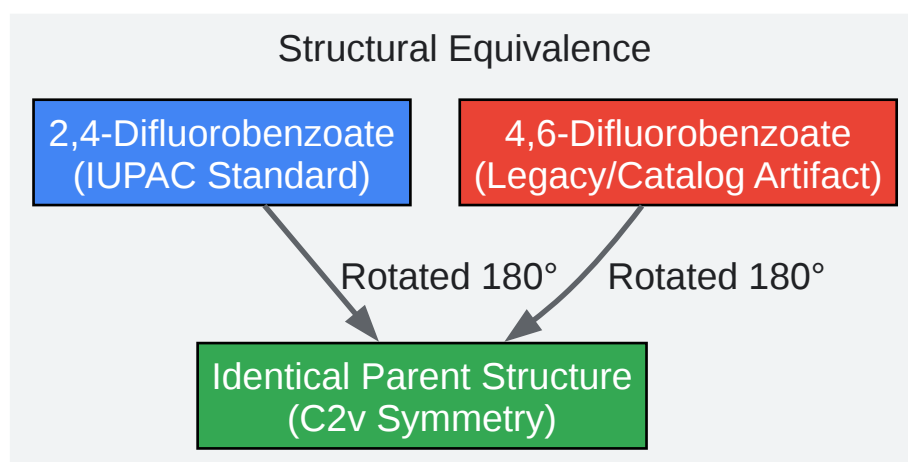 Structural Equivalence
2,4-Difluorobenzoate
(IUPAC Standard)
4,6-Difluorobenzoate
(Legacy/Catalog Artifact)
Rotated 180°
Rotated 180°
Identical Parent Structure
(C2v Symmetry)